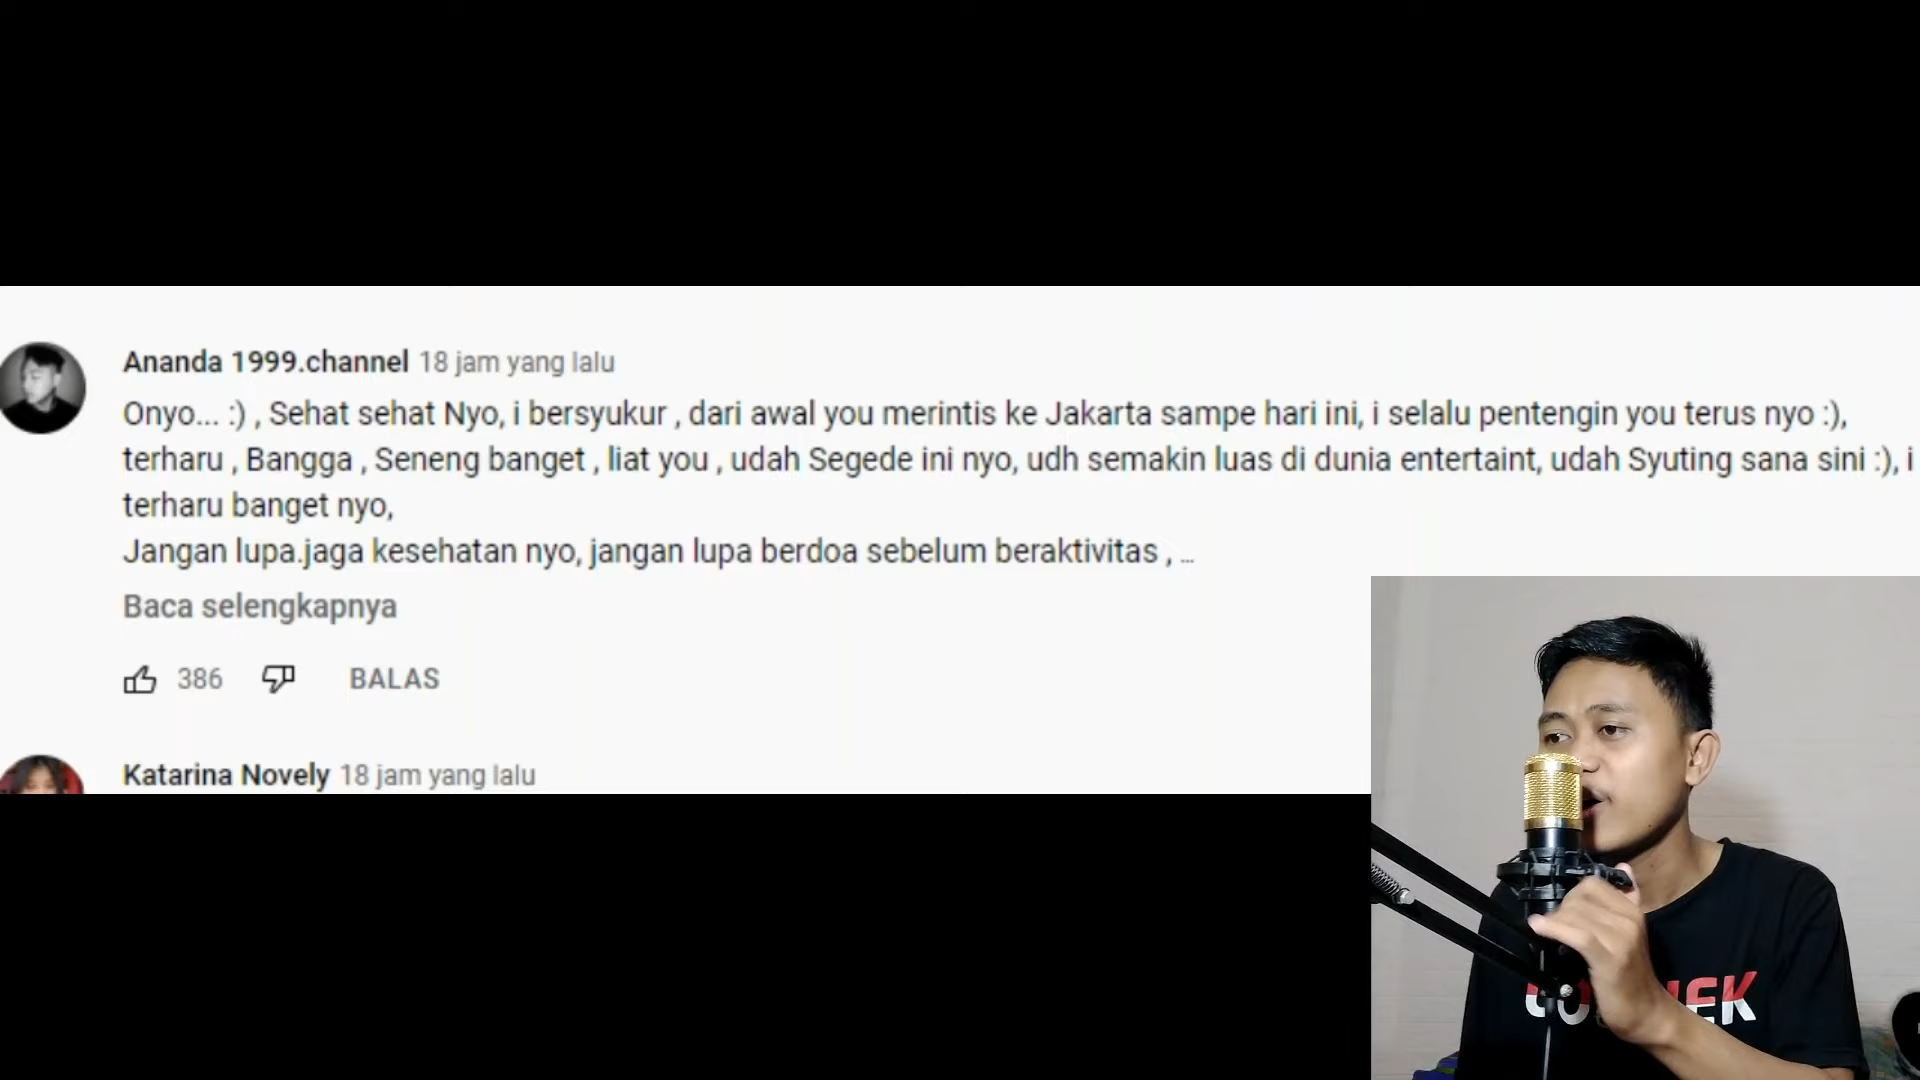 Ananda 1999.channel 18 jam yang lalu
Onyo... :) , Sehat sehat Nyo, i bersyukur , dari awal you merintis ke Jakarta sampe hari ini, i selalu pentengin you terus nyo :),
terharu , Bangga , Seneng banget , liat you , udah Segede ini nyo, udh semakin luas di dunia entertaint, udah Syuting sana sini :), i
terharu banget nyo,
Jangan lupa.jaga kesehatan nyo, jangan lupa berdoa sebelum beraktivitas , ...
Baca selengkapnya
386 BALAS
Katarina Novely 18 jam yang lalu